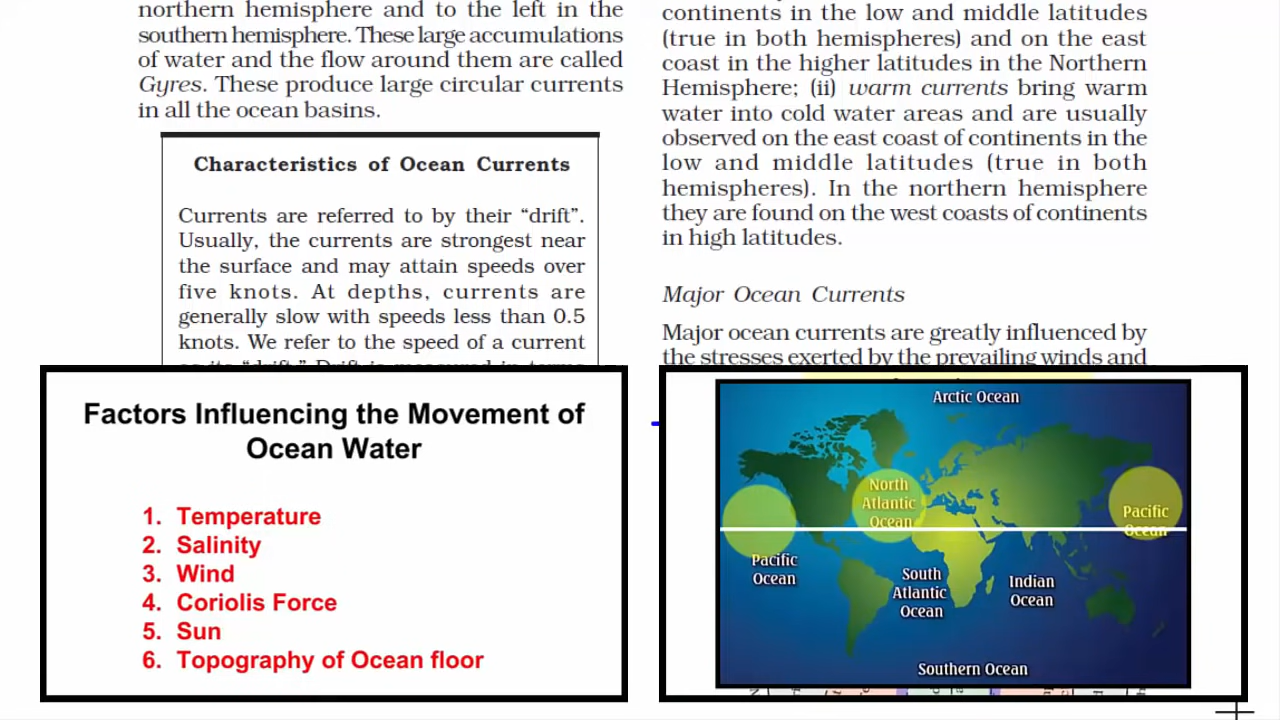 northern hemisphere and to the left in the
southern hemisphere. These large accumulations
of water and the flow around them are called
Gyres. These produce large circular currents
in all the ocean basins.
Characteristics of Ocean Currents
Currents are referred to by their “drift”.
Usually, the currents are strongest near
the surface and may attain speeds over
five knots. At depths, currents are
generally slow with speeds less than 0.5
knots. We refer to the speed of a current
as its “drift.” Drift is measured in terms
continents in the low and middle latitudes
(true in both hemispheres) and on the east
coast in the higher latitudes in the Northern
Hemisphere; (ii) warm currents bring warm
water into cold water areas and are usually
observed on the east coast of continents in the
low and middle latitudes (true in both
hemispheres). In the northern hemisphere
they are found on the west coasts of continents
in high latitudes.
Major Ocean Currents
Major ocean currents are greatly influenced by
the stresses exerted by the prevailing winds and
Factors Influencing the Movement of
Ocean Water
1. Temperature
2. Salinity
3. Wind
4. Coriolis Force
5. Sun
6. Topography of Ocean floor
Arctic Ocean
North
Atlantic
Ocean
Pacific
Ocean
Pacific
Ocean
South
Atlantic
Ocean
Indian
Ocean
Southern Ocean